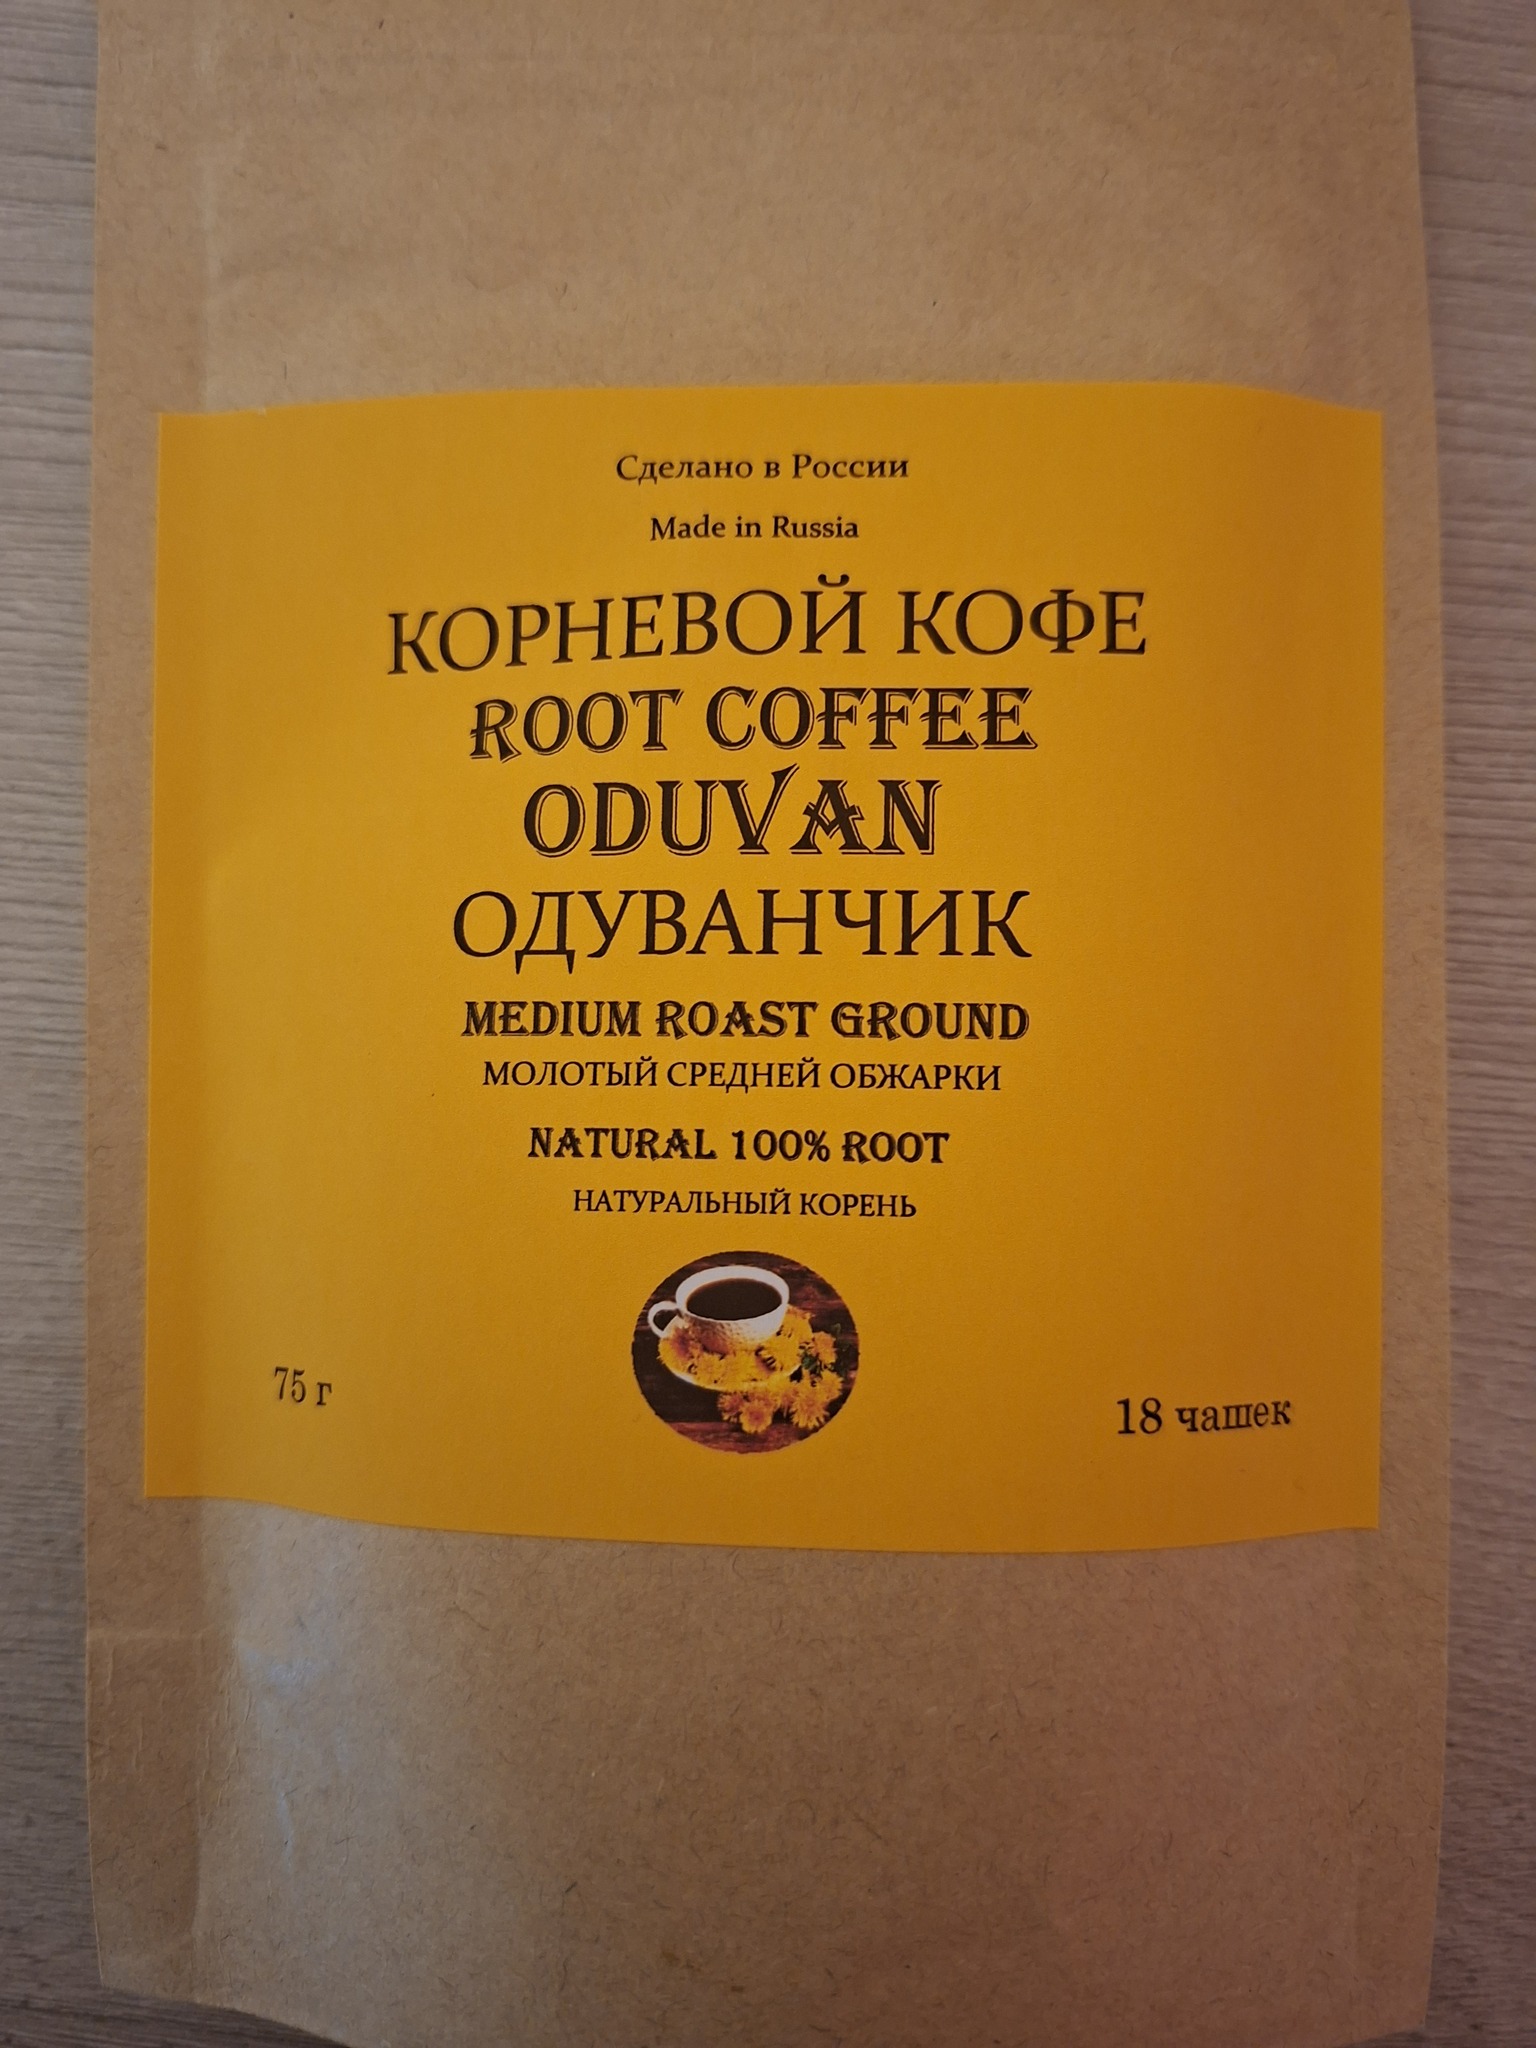 Сделано в России
Made in Russia
КОРНЕВОЙ КОФЕ
ROOT COFFEE
ODUVAN
ОДУВАНЧИК
MEDIUM ROAST GROUND
МОЛОТЫЙ СРЕДНЕЙ ОБЖАРКИ
NATURAL 100% ROOT
НАТУРАЛЬНЫЙ КОРЕНЬ
75 г
18 чашек